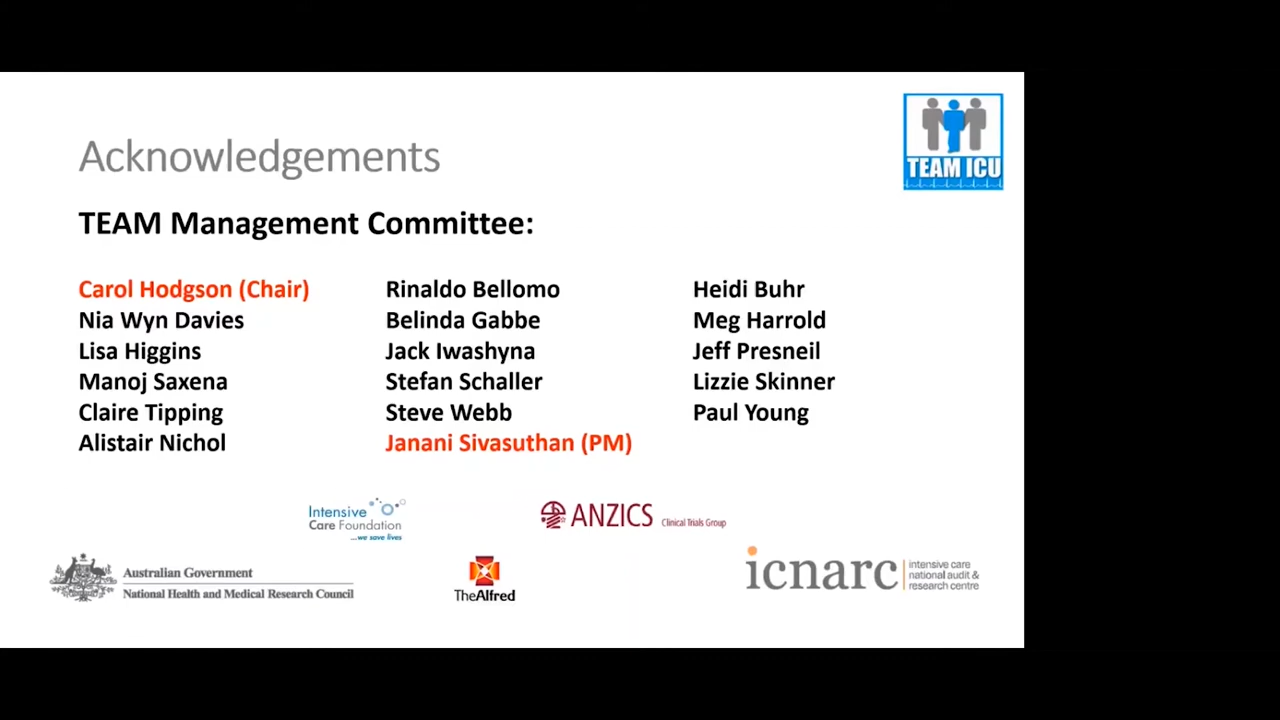 Acknowledgements
TEAM ICU
TEAM Management Committee:
Carol Hodgson (Chair)
Nia Wyn Davies
Lisa Higgins
Manoj Saxena
Claire Tipping
Alistair Nichol
Rinaldo Bellomo
Belinda Gabbe
Jack Iwashyna
Stefan Schaller
Steve Webb
Janani Sivasuthan (PM)
Heidi Buhr
Meg Harrold
Jeff Presneil
Lizzie Skinner
Paul Young
Intensive
Care Foundation
...we save lives
ANZICS Clinical Trials Group
Australian Government
National Health and Medical Research Council
TheAlfred
icnarc
intensive care
national audit &
research centre